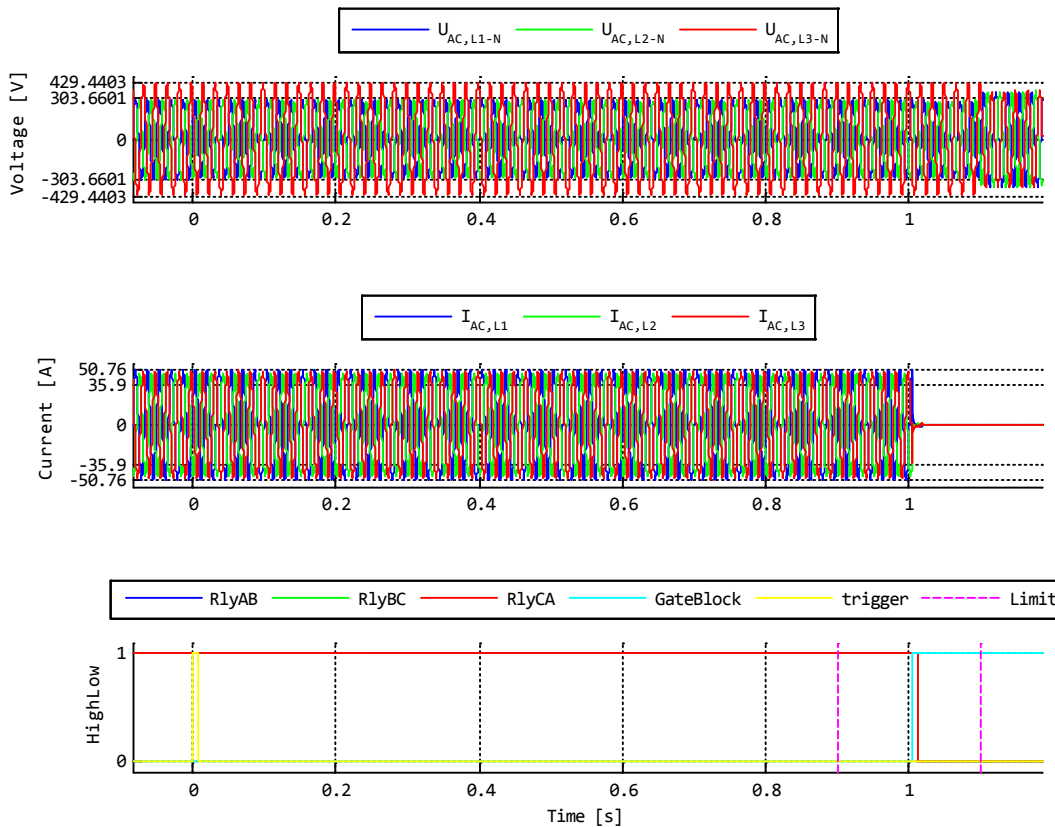 U_AC,L1-N U_AC,L2-N U_AC,L3-N
Voltage [V]
429.4403
303.6601
0
-303.6601
-429.4403
0 0.2 0.4 0.6 0.8 1
I_AC,L1 I_AC,L2 I_AC,L3
Current [A]
50.76
35.9
0
-35.9
-50.76
0 0.2 0.4 0.6 0.8 1
RlyAB RlyBC RlyCA GateBlock trigger Limit
HighLow
1
0
0 0.2 0.4 0.6 0.8 1
Time [s]